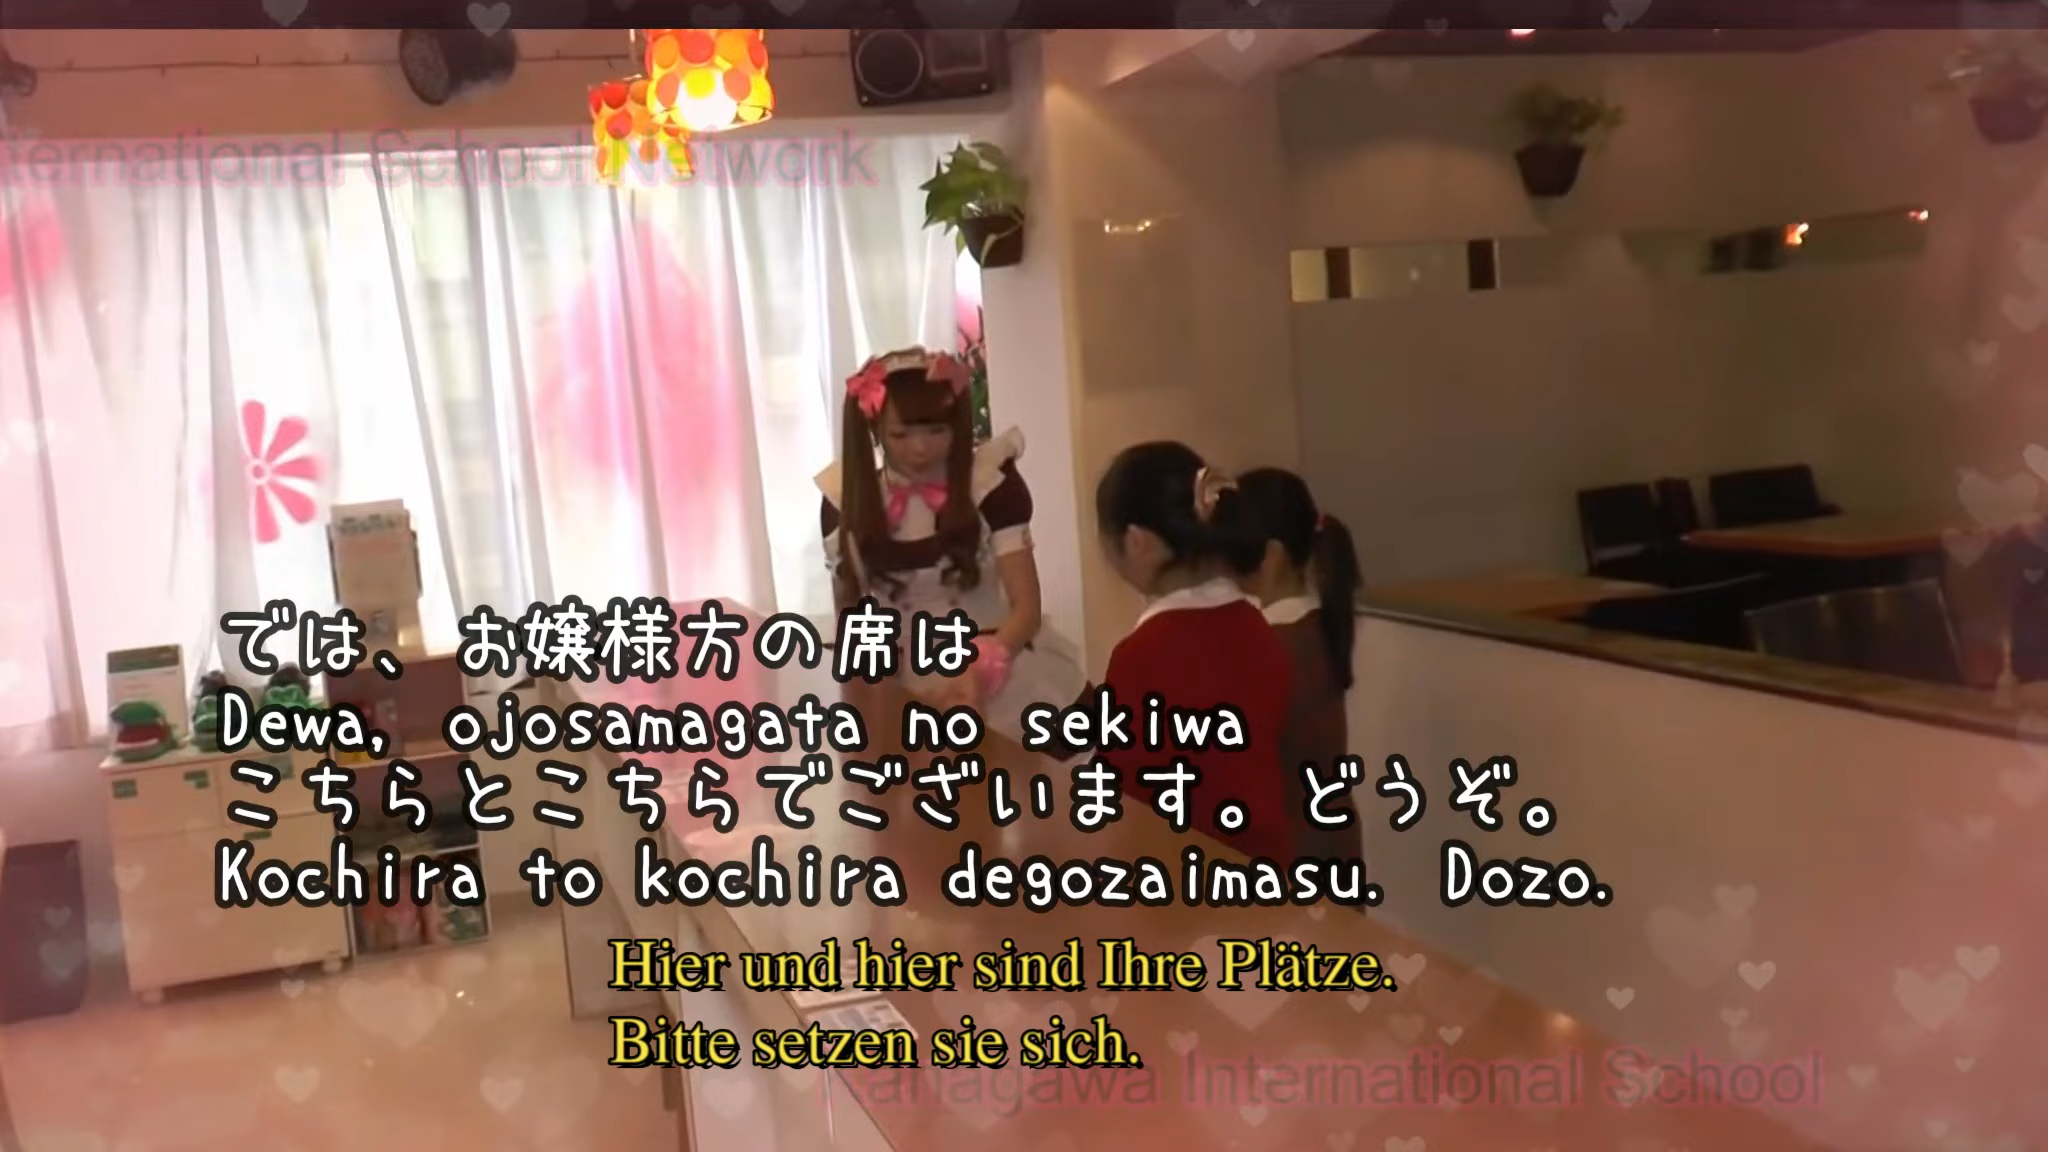 ternational School Network
では、お嬢様方の席は
Dewa, ojosamagata no sekiwa
こちらとこちらでございます。どうぞ。
Kochira to kochira degozaimasu. Dozo.
Hier und hier sind Ihre Plätze.
Bitte setzen sie sich.
Kanagawa International School